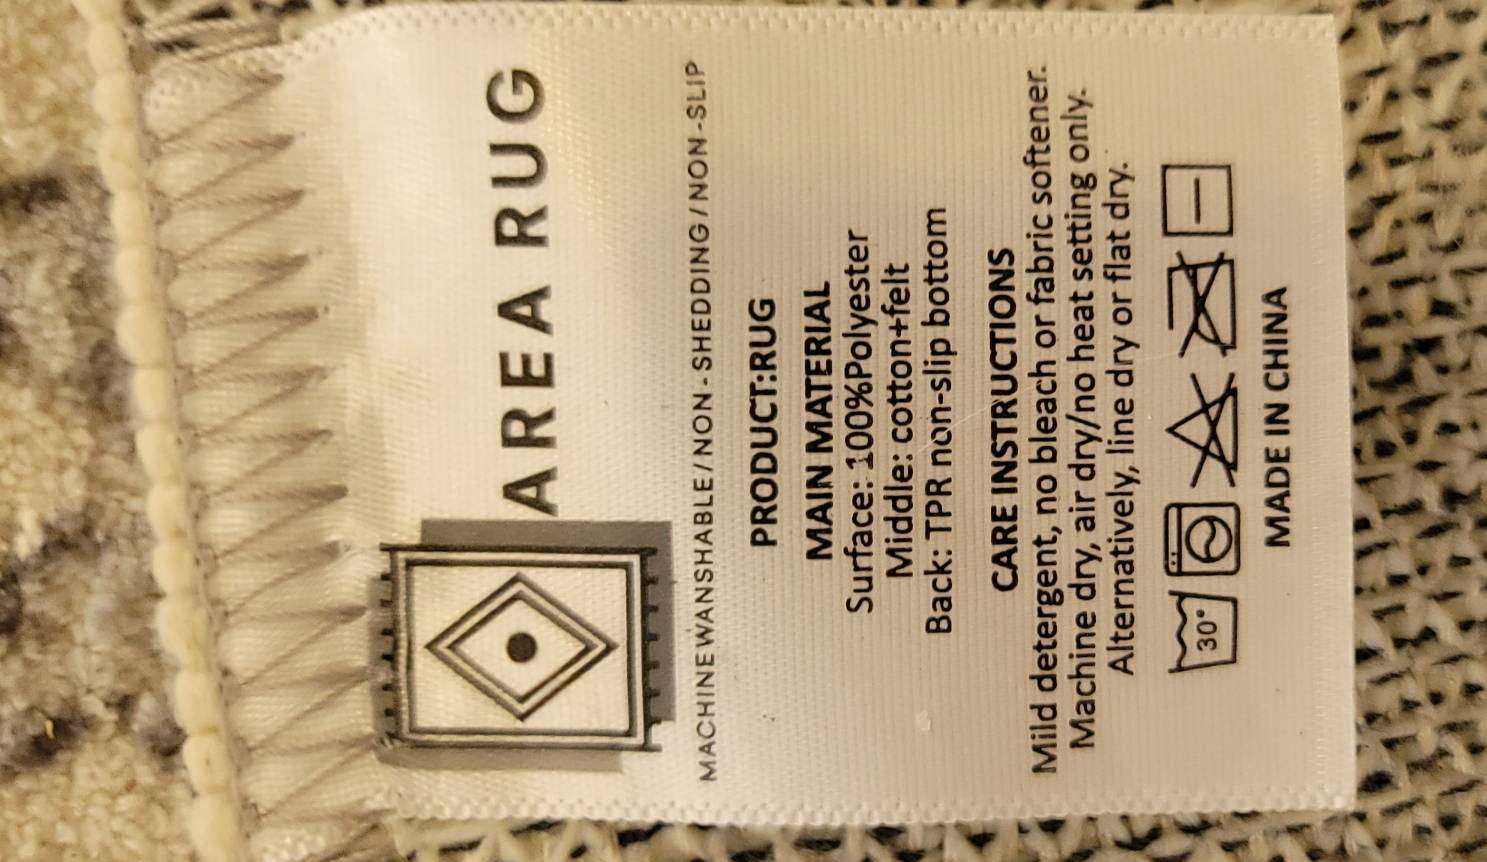 AREA RUG
MACHINE WANSHABLE/NON-SHEDDING/NON-SLIP
PRODUCT:RUG
MAIN MATERIAL
Surface: 100%Polyester
Middle: cotton+felt
Back: TPR non-slip bottom
CARE INSTRUCTIONS
Mild detergent, no bleach or fabric softener.
Machine dry, air dry/no heat setting only.
Alternatively, line dry or flat dry.
30°
MADE IN CHINA